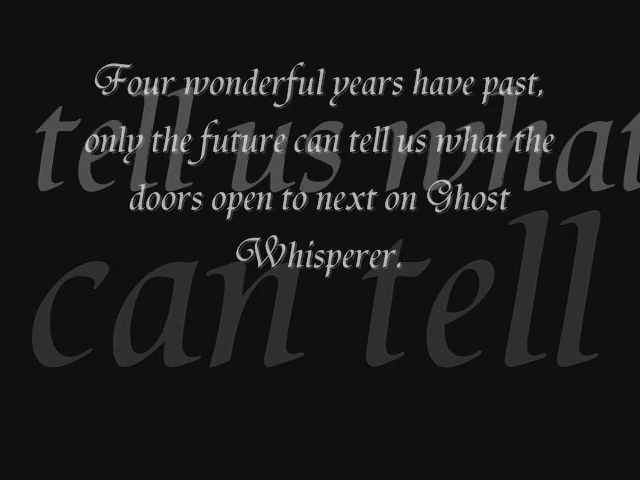 Four wonderful years have past,
only the future can tell us what the
doors open to next on Ghost
Whisperer.
tell us what
can tell